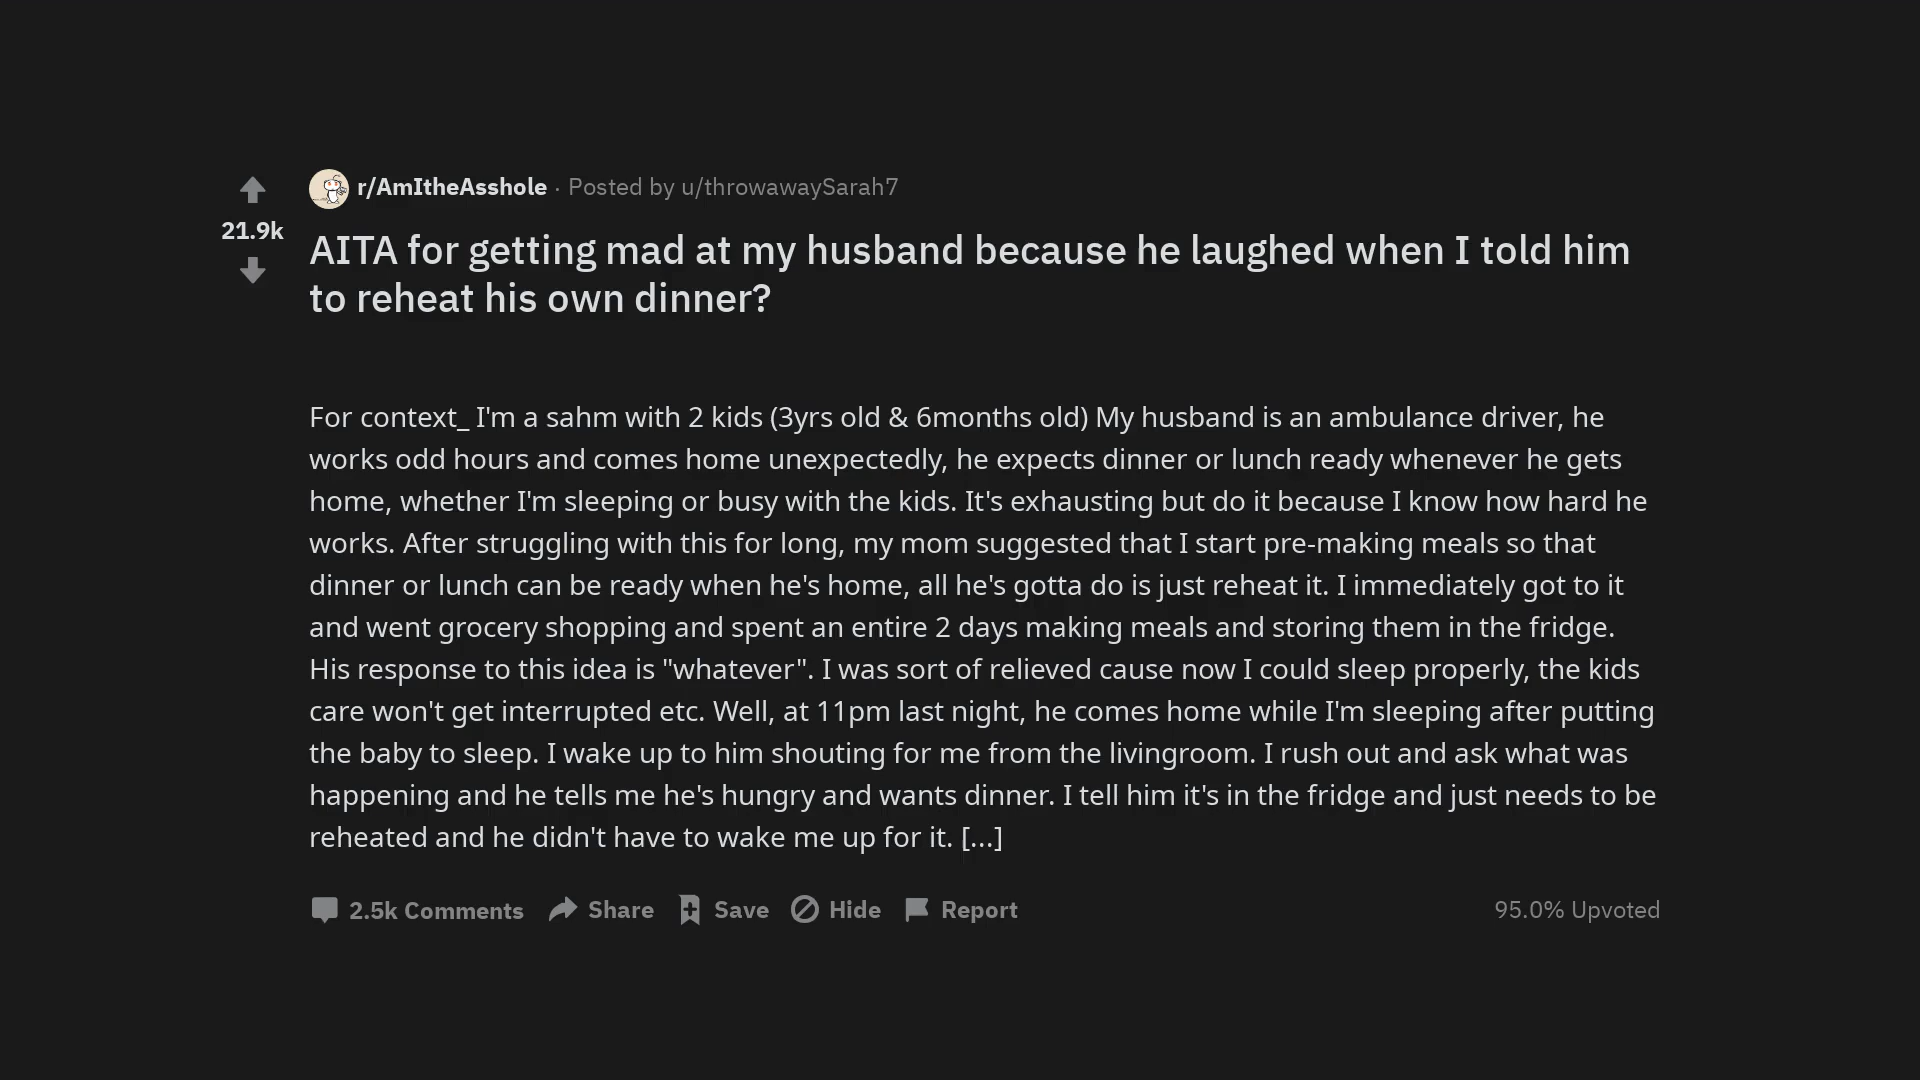 r/AmItheAsshole · Posted by u/throwawaySarah7
21.9k
AITA for getting mad at my husband because he laughed when I told him
to reheat his own dinner?
For context_ I'm a sahm with 2 kids (3yrs old & 6months old) My husband is an ambulance driver, he
works odd hours and comes home unexpectedly, he expects dinner or lunch ready whenever he gets
home, whether I'm sleeping or busy with the kids. It's exhausting but do it because I know how hard he
works. After struggling with this for long, my mom suggested that I start pre-making meals so that
dinner or lunch can be ready when he's home, all he's gotta do is just reheat it. I immediately got to it
and went grocery shopping and spent an entire 2 days making meals and storing them in the fridge.
His response to this idea is "whatever". I was sort of relieved cause now I could sleep properly, the kids
care won't get interrupted etc. Well, at 11pm last night, he comes home while I'm sleeping after putting
the baby to sleep. I wake up to him shouting for me from the livingroom. I rush out and ask what was
happening and he tells me he's hungry and wants dinner. I tell him it's in the fridge and just needs to be
reheated and he didn't have to wake me up for it. [...]
2.5k Comments Share Save Hide Report 95.0% Upvoted